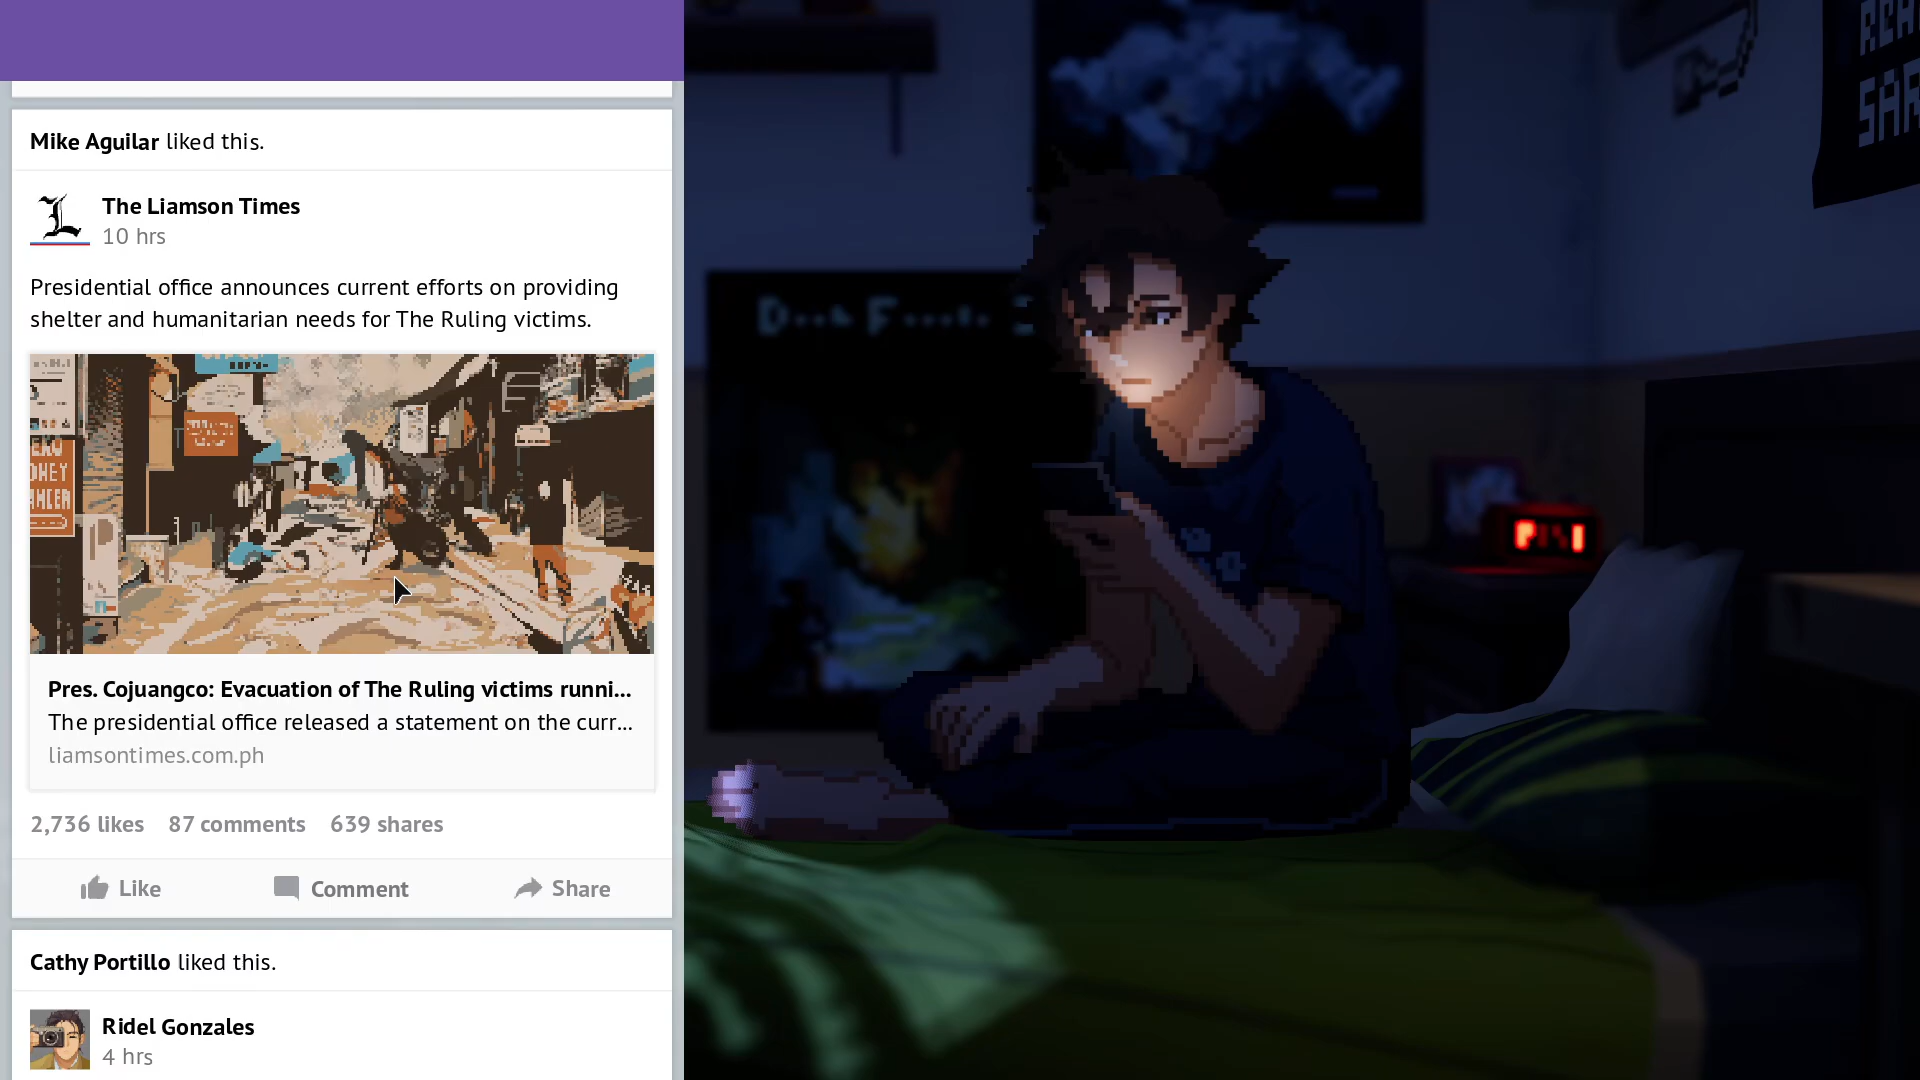 Mike Aguilar liked this.
The Liamson Times
10 hrs
Presidential office announces current efforts on providing
shelter and humanitarian needs for The Ruling victims.
Pres. Cojuangco: Evacuation of The Ruling victims runni...
The presidential office released a statement on the curr...
liamsontimes.com.ph
2,736 likes 87 comments 639 shares
Like Comment Share
Cathy Portillo liked this.
Ridel Gonzales
4 hrs